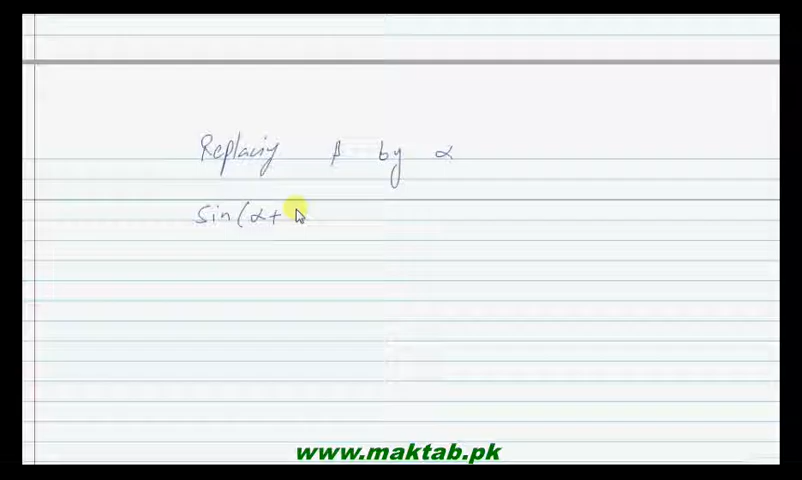 Replacing β by α
Sin(α+
www.maktab.pk